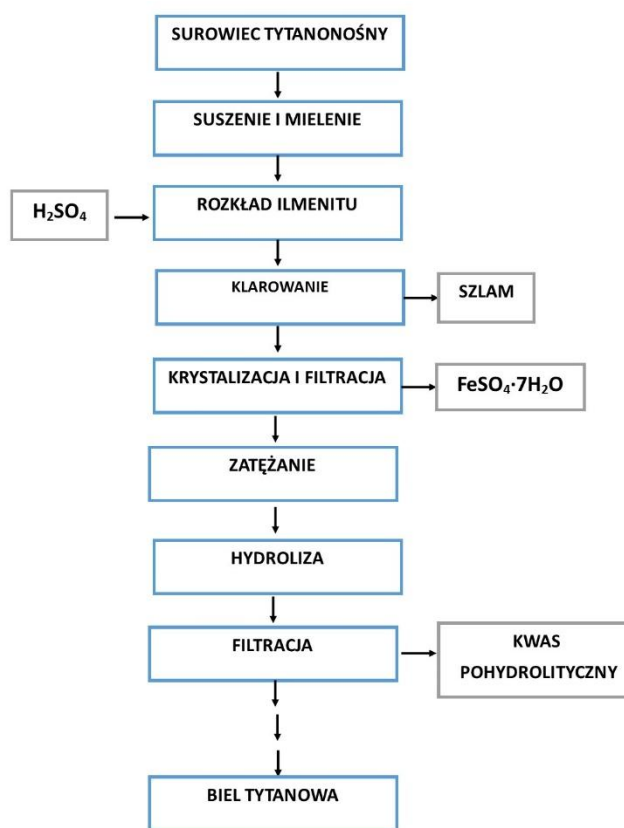 SUROWIEC TYTANONOŚNY
SUSZENIE I MIELENIE
H₂SO₄
ROZKŁAD ILMENITU
KLAROWANIE
SZLAM
KRYSTALIZACJA I FILTRACJA
FeSO₄·7H₂O
ZATĘŻANIE
HYDROLIZA
FILTRACJA
KWAS
POHYDROLITYCZNY
BIEL TYTANOWA